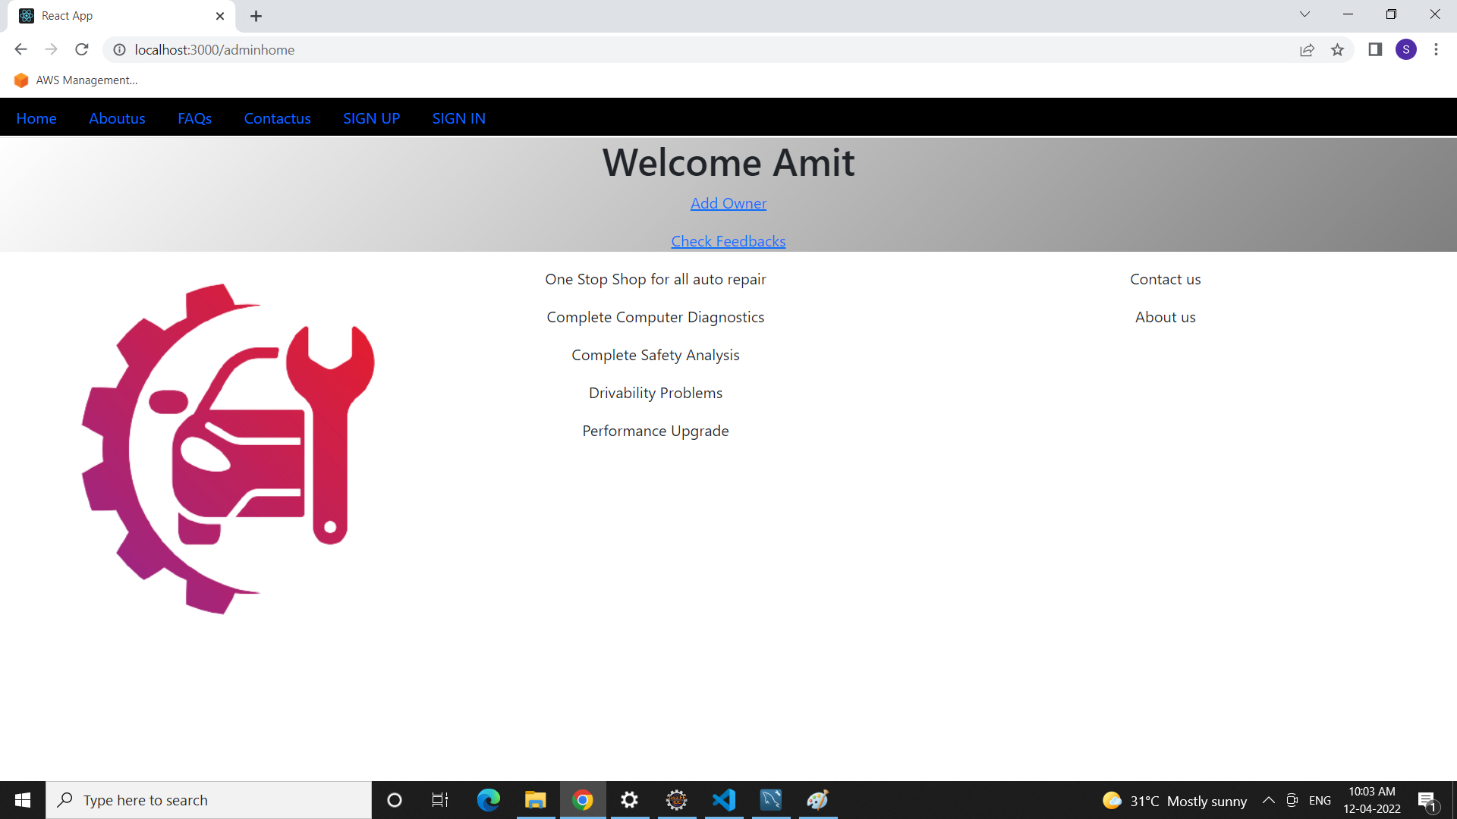 React App
localhost:3000/adminhome
S
AWS Management...
Home Aboutus FAQs Contactus SIGN UP SIGN IN
Welcome Amit
Add Owner
Check Feedbacks
One Stop Shop for all auto repair
Complete Computer Diagnostics
Complete Safety Analysis
Drivability Problems
Performance Upgrade
Contact us
About us
Type here to search
31°C Mostly sunny
ENG
10:03 AM
12-04-2022
1